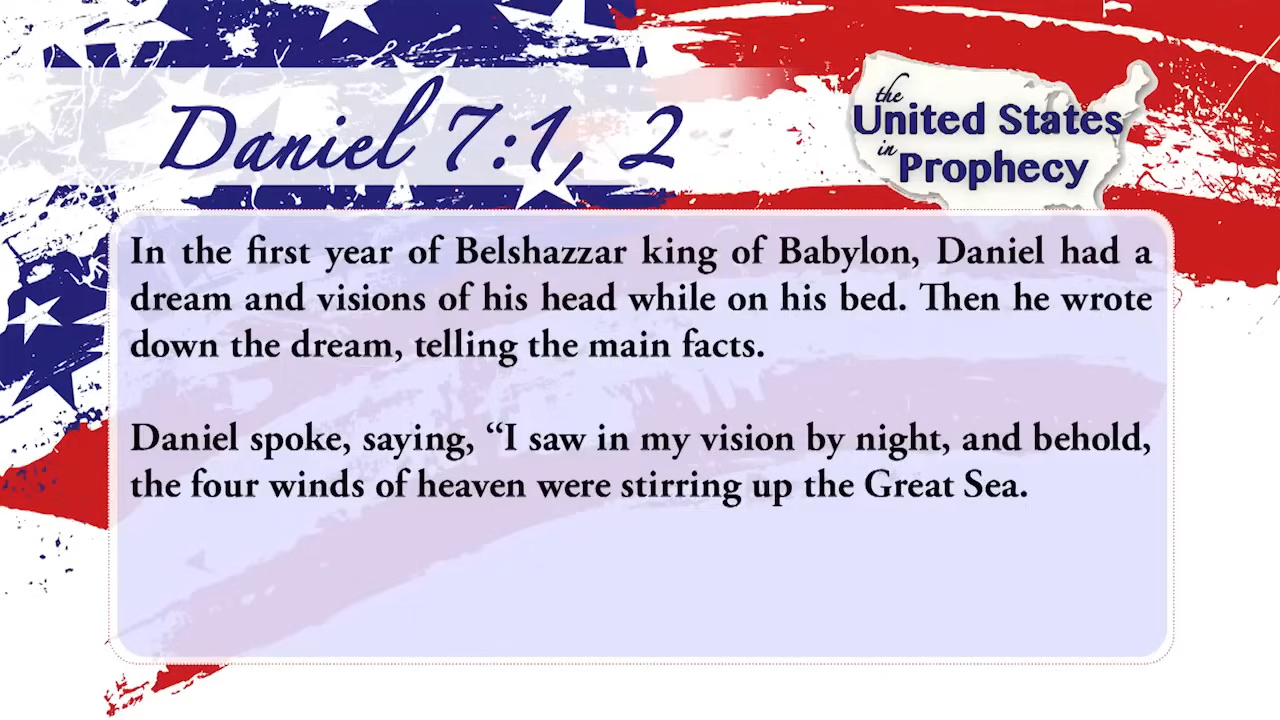 Daniel 7:1, 2
the
United States
in
Prophecy
In the first year of Belshazzar king of Babylon, Daniel had a
dream and visions of his head while on his bed. Then he wrote
down the dream, telling the main facts.
Daniel spoke, saying, “I saw in my vision by night, and behold,
the four winds of heaven were stirring up the Great Sea.